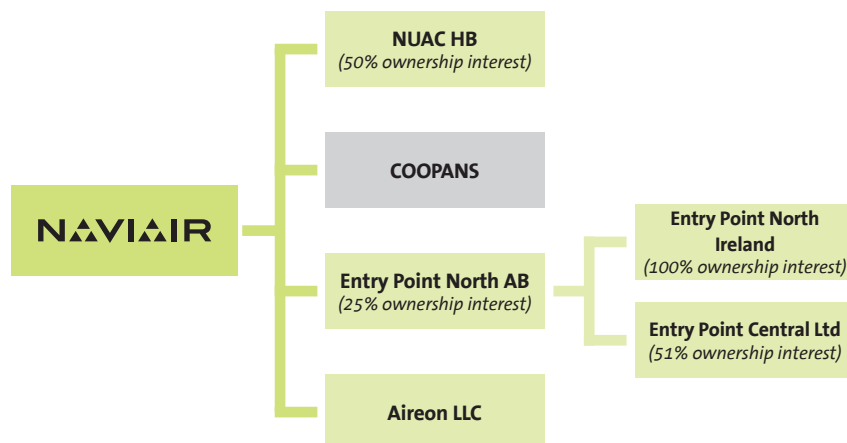 NUAC HB
(50% ownership interest)
COOPANS
NAVIAIR
Entry Point North AB
(25% ownership interest)
Entry Point North
Ireland
(100% ownership interest)
Entry Point Central Ltd
(51% ownership interest)
Aireon LLC